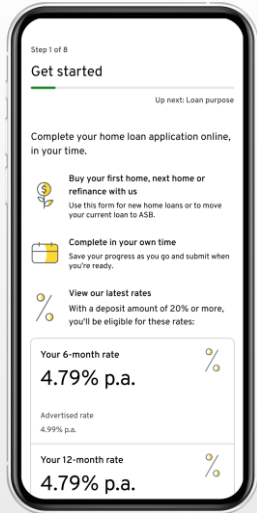 Step 1 of 8
Get started
Up next: Loan purpose
Complete your home loan application online,
in your time.
Buy your first home, next home or
refinance with us
Use this form for new home loans or to move
your current loan to ASB.
Complete in your own time
Save your progress as you go and submit when
you're ready.
View our latest rates
With a deposit amount of 20% or more,
you'll be eligible for these rates:
Your 6-month rate
4.79% p.a.
Advertised rate
4.99% p.a.
Your 12-month rate
4.79% p.a.